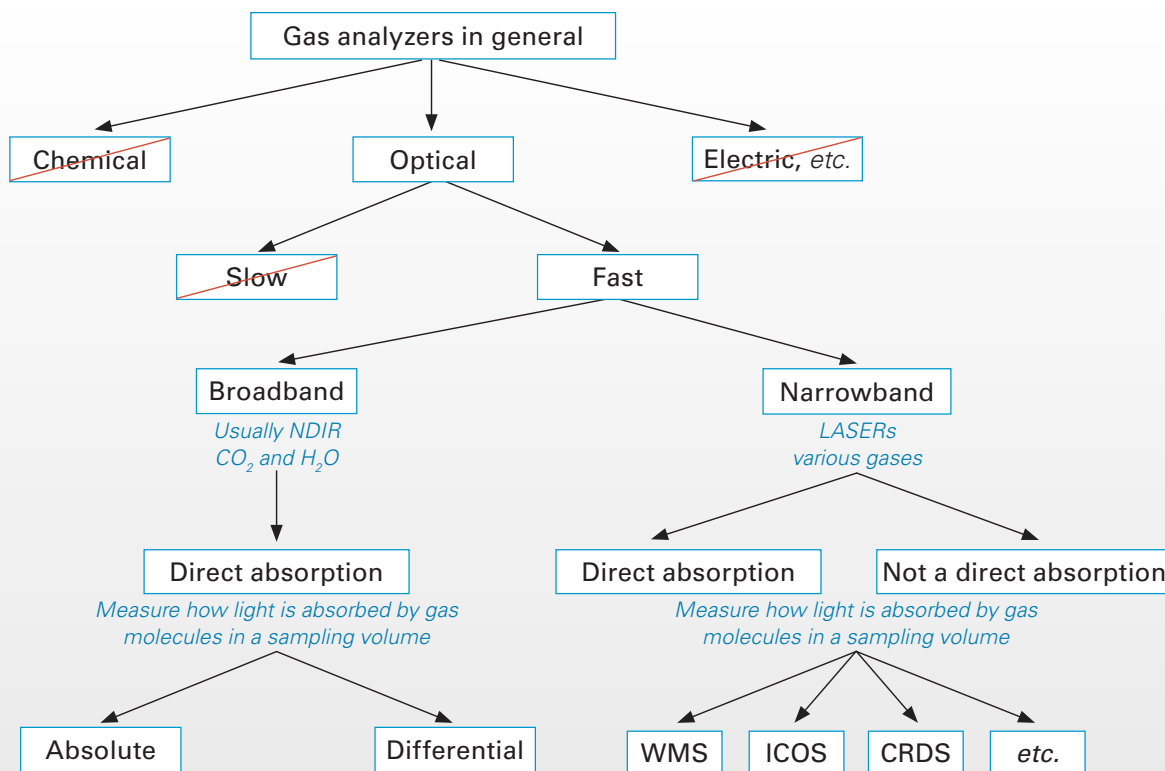 Gas analyzers in general
Chemical
Optical
Electric, etc.
Slow
Fast
Broadband
Narrowband
Usually NDIR
CO₂ and H₂O
LASERs
various gases
Direct absorption
Direct absorption
Not a direct absorption
Measure how light is absorbed by gas
molecules in a sampling volume
Measure how light is absorbed by gas
molecules in a sampling volume
Absolute
Differential
WMS
ICOS
CRDS
etc.